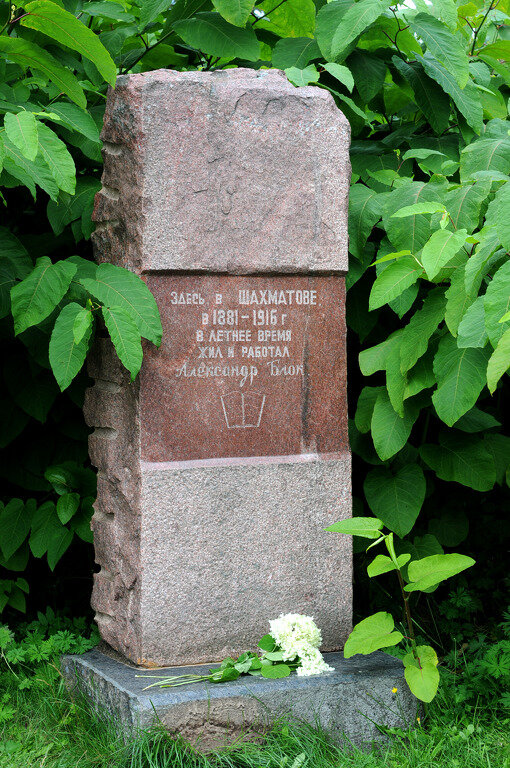 Здесь в Шахматове
в 1881-1916 г
в летнее время
жил и работал
Александр Блок.